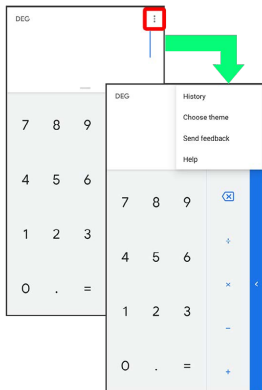 DEG
7 8 9
4 5 6
1 2 3
0 . =
DEG
History
Choose theme
Send feedback
Help
7 8 9
÷
4 5 6
×
1 2 3
−
0 . =
+